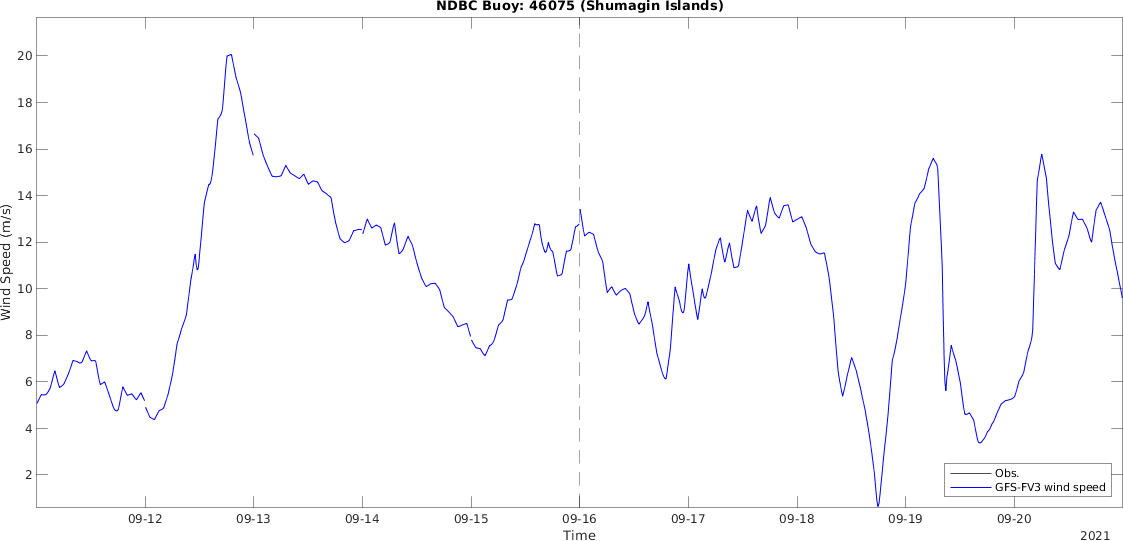 NDBC Buoy: 46075 (Shumagin Islands)
20
18
16
14
12
10
8
6
4
2
Wind Speed (m/s)
Obs.
GFS-FV3 wind speed
09-12 09-13 09-14 09-15 09-16 09-17 09-18 09-19 09-20
Time
2021